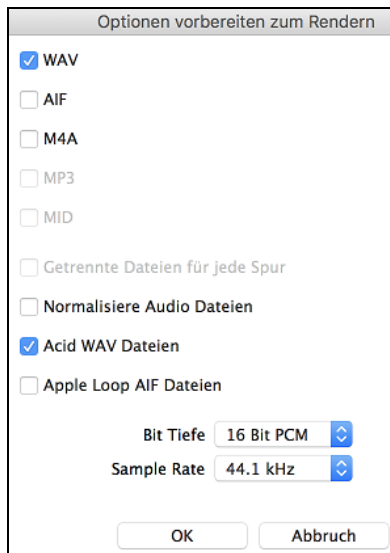 Optionen vorbereiten zum Rendern
WAV
AIF
M4A
MP3
MID
Getrennte Dateien für jede Spur
Normalisiere Audio Dateien
Acid WAV Dateien
Apple Loop AIF Dateien
Bit Tiefe 16 Bit PCM
Sample Rate 44.1 kHz
OK Abbruch